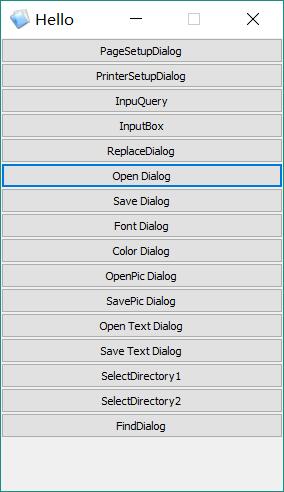 Hello
PageSetupDialog
PrinterSetupDialog
InpuQuery
InputBox
ReplaceDialog
Open Dialog
Save Dialog
Font Dialog
Color Dialog
OpenPic Dialog
SavePic Dialog
Open Text Dialog
Save Text Dialog
SelectDirectory1
SelectDirectory2
FindDialog